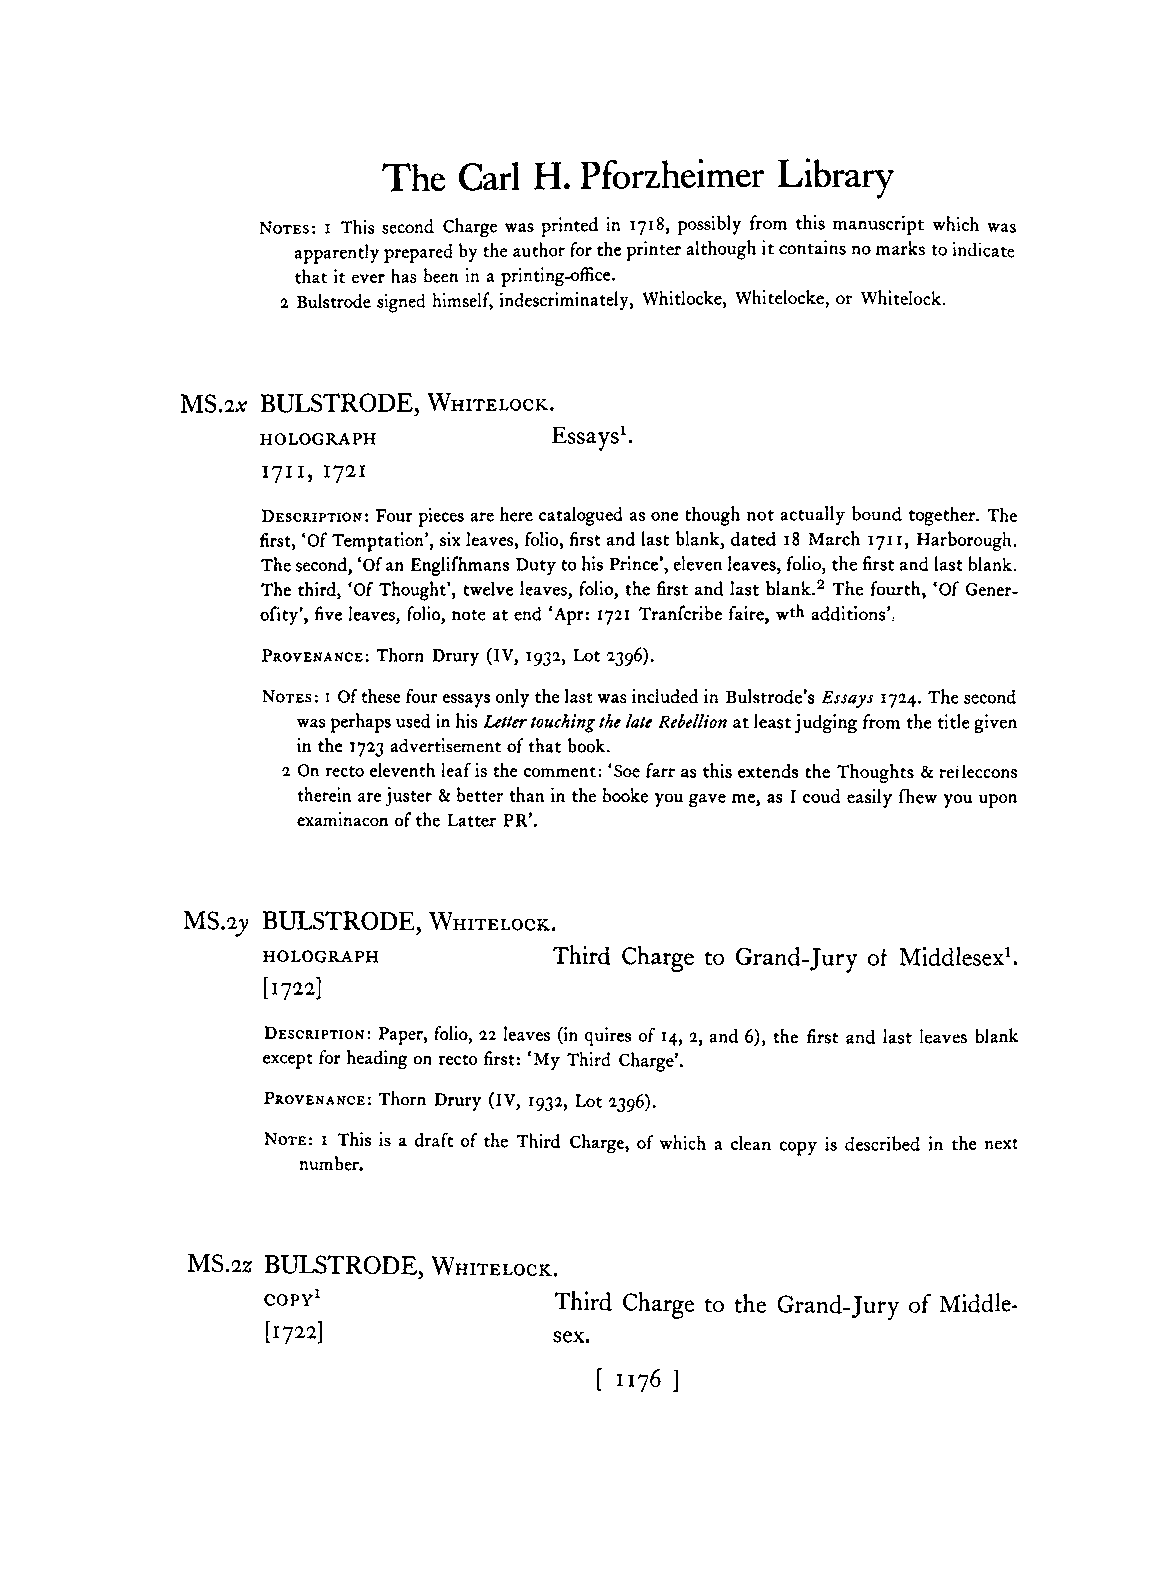 The Carl H. Pforzheimer Library
NOTES: 1 This second Charge was printed in 1718, possibly from this manuscript which was
apparently prepared by the author for the printer although it contains no marks to indicate
that it ever has been in a printing-office.
2 Bulstrode signed himself, indescriminately, Whitlocke, Whitelocke, or Whitelock.
MS.2x BULSTRODE, WHITELOCK.
HOLOGRAPH Essays¹.
1711, 1721
DESCRIPTION: Four pieces are here catalogued as one though not actually bound together. The
first, ‘Of Temptation’, six leaves, folio, first and last blank, dated 18 March 1711, Harborough.
The second, ‘Of an Engliſhmans Duty to his Prince’, eleven leaves, folio, the first and last blank.
The third, ‘Of Thought’, twelve leaves, folio, the first and last blank.² The fourth, ‘Of Gener-
oſity’, five leaves, folio, note at end ‘Apr: 1721 Tranſcribe faire, wth additions’.
PROVENANCE: Thorn Drury (IV, 1932, Lot 2396).
NOTES: 1 Of these four essays only the last was included in Bulstrode's Essays 1724. The second
was perhaps used in his Letter touching the late Rebellion at least judging from the title given
in the 1723 advertisement of that book.
2 On recto eleventh leaf is the comment: ‘Soe farr as this extends the Thoughts & refleccons
therein are juster & better than in the booke you gave me, as I coud easily ſhew you upon
examinacon of the Latter PR’.
MS.2y BULSTRODE, WHITELOCK.
HOLOGRAPH Third Charge to Grand-Jury of Middlesex¹.
[1722]
DESCRIPTION: Paper, folio, 22 leaves (in quires of 14, 2, and 6), the first and last leaves blank
except for heading on recto first: ‘My Third Charge’.
PROVENANCE: Thorn Drury (IV, 1932, Lot 2396).
NOTE: 1 This is a draft of the Third Charge, of which a clean copy is described in the next
number.
MS.2z BULSTRODE, WHITELOCK.
COPY¹ Third Charge to the Grand-Jury of Middle-
[1722] sex.
[ 1176 ]